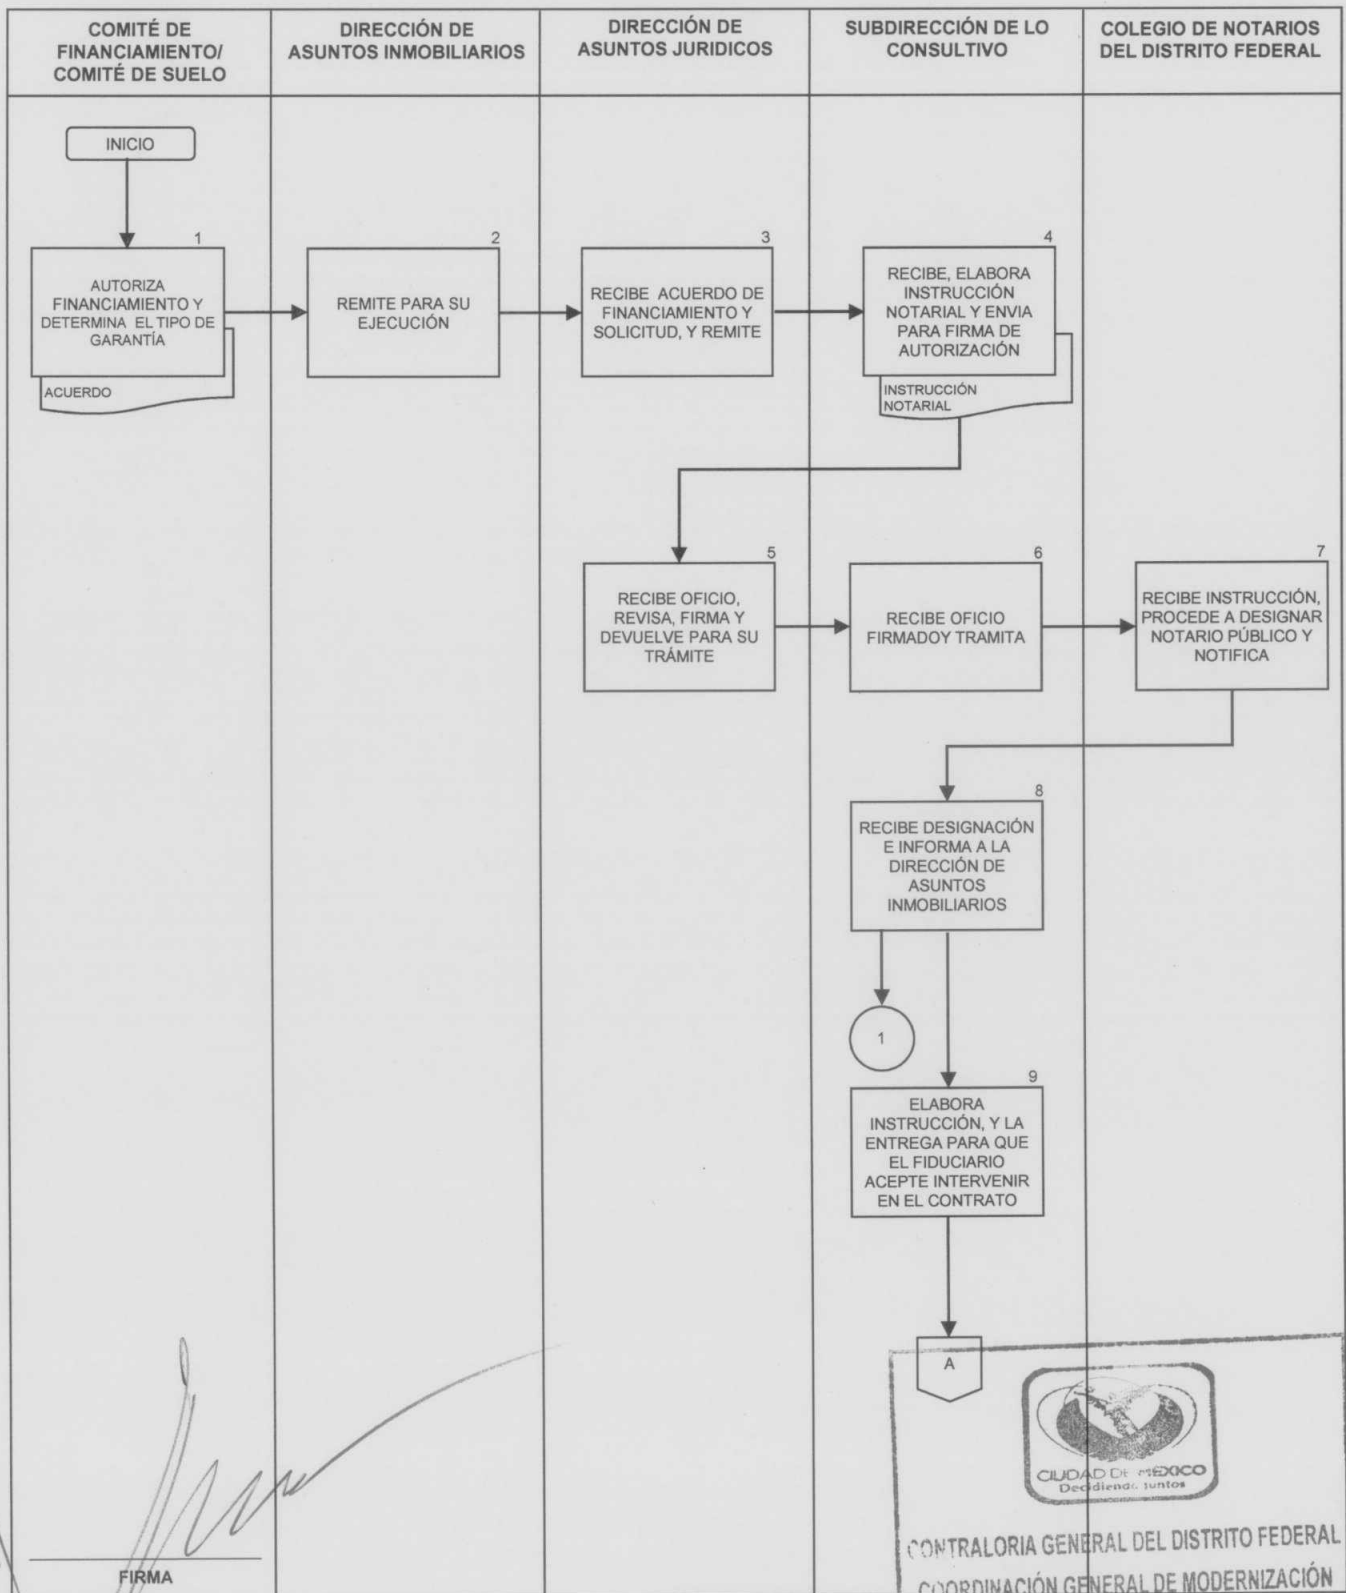 COMITÉ DE
FINANCIAMIENTO/
COMITÉ DE SUELO
DIRECCIÓN DE
ASUNTOS INMOBILIARIOS
DIRECCIÓN DE
ASUNTOS JURIDICOS
SUBDIRECCIÓN DE LO
CONSULTIVO
COLEGIO DE NOTARIOS
DEL DISTRITO FEDERAL
INICIO
1
AUTORIZA
FINANCIAMIENTO Y
DETERMINA EL TIPO DE
GARANTÍA
ACUERDO
2
REMITE PARA SU
EJECUCIÓN
3
RECIBE ACUERDO DE
FINANCIAMIENTO Y
SOLICITUD, Y REMITE
4
RECIBE, ELABORA
INSTRUCCIÓN
NOTARIAL Y ENVIA
PARA FIRMA DE
AUTORIZACIÓN
INSTRUCCIÓN
NOTARIAL
5
RECIBE OFICIO,
REVISA, FIRMA Y
DEVUELVE PARA SU
TRÁMITE
6
RECIBE OFICIO
FIRMADOY TRAMITA
7
RECIBE INSTRUCCIÓN,
PROCEDE A DESIGNAR
NOTARIO PÚBLICO Y
NOTIFICA
8
RECIBE DESIGNACIÓN
E INFORMA A LA
DIRECCIÓN DE
ASUNTOS
INMOBILIARIOS
1
9
ELABORA
INSTRUCCIÓN, Y LA
ENTREGA PARA QUE
EL FIDUCIARIO
ACEPTE INTERVENIR
EN EL CONTRATO
A
CIUDAD DE MEXICO
Decidiendo Juntos
CONTRALORIA GENERAL DEL DISTRITO FEDERAL
COORDINACIÓN GENERAL DE MODERNIZACIÓN
FIRMA